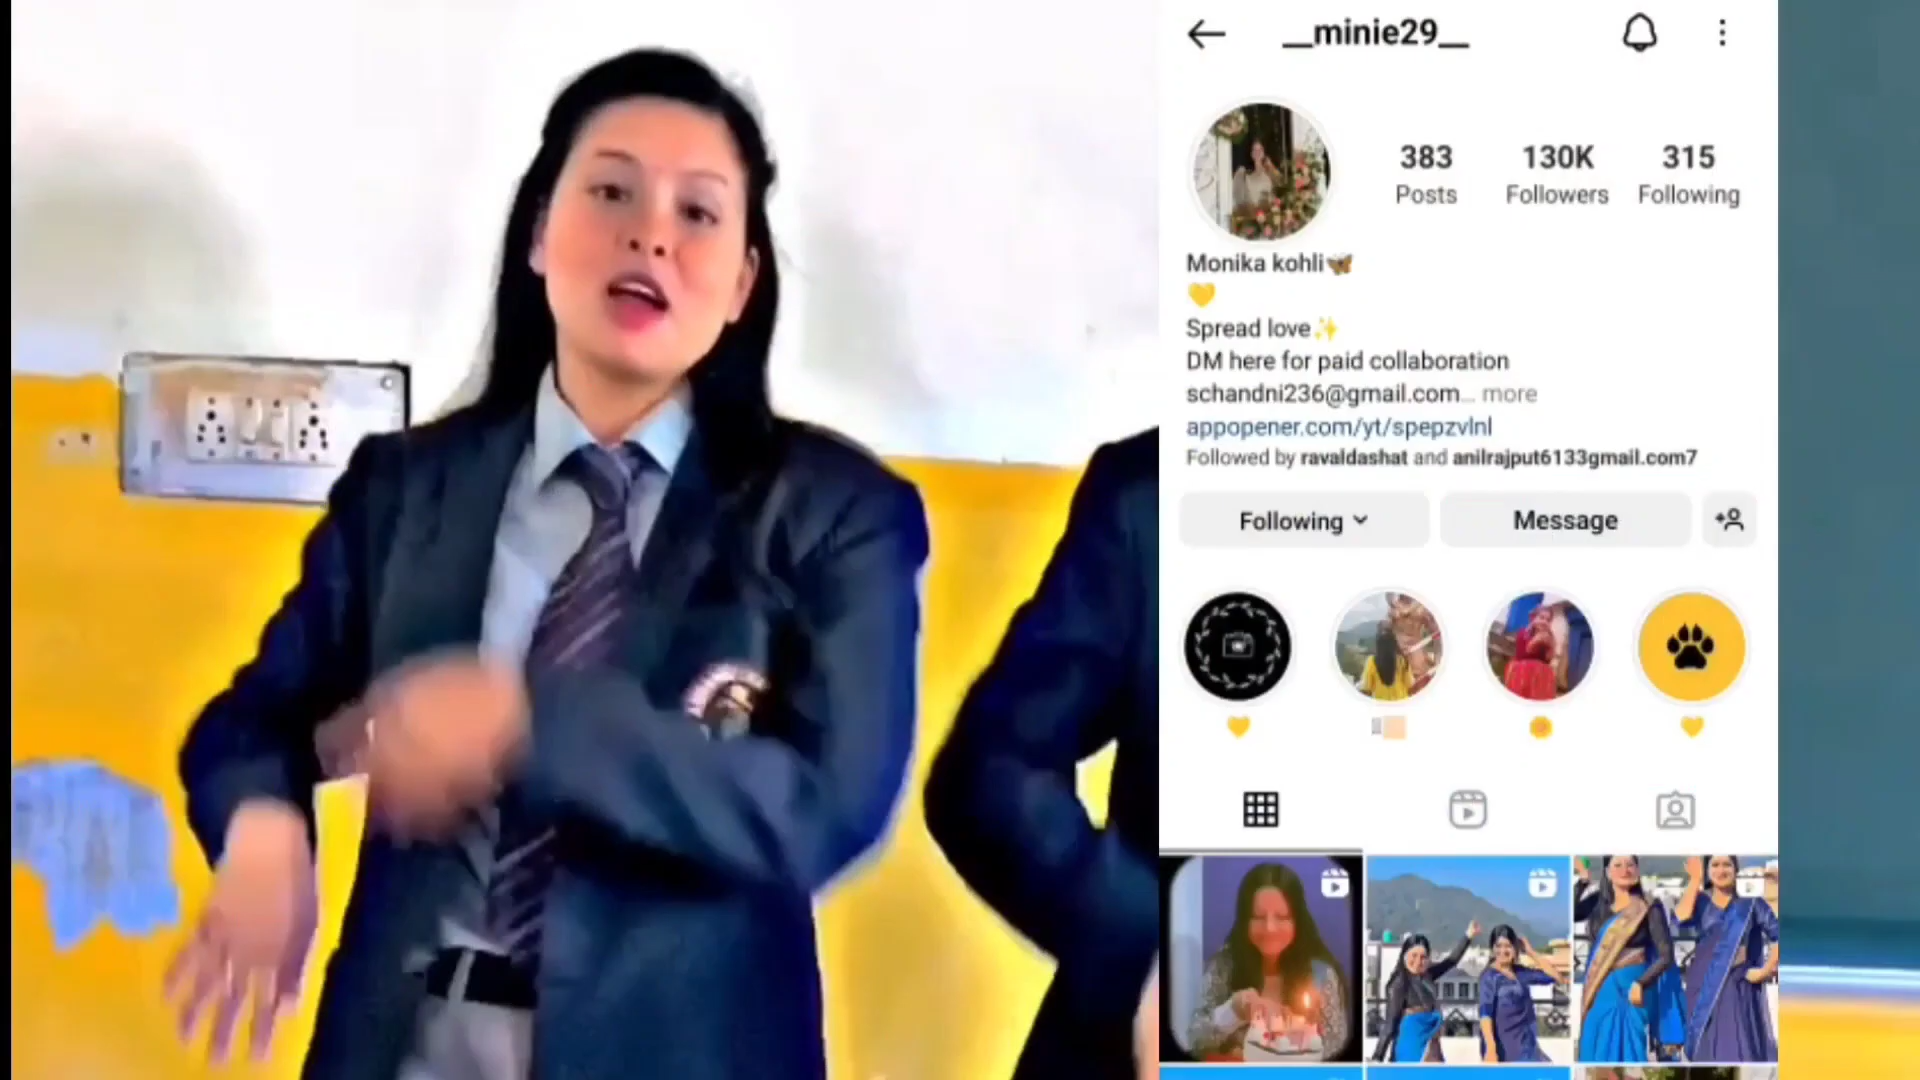 __minie29__
383
130K
315
Posts
Followers
Following
Monika kohli🦋
💛
Spread love✨
DM here for paid collaboration
schandni236@gmail.com... more
appopener.com/yt/spepzvlnl
Followed by ravaldashat and anilrajput6133gmail.com7
Following
Message